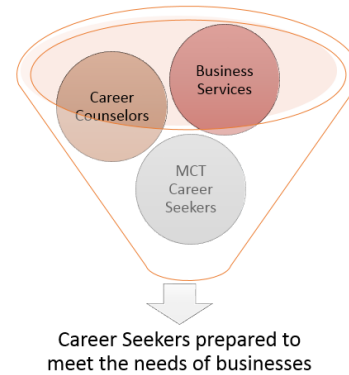 Business
Services
Career
Counselors
MCT
Career
Seekers
Career Seekers prepared to
meet the needs of businesses